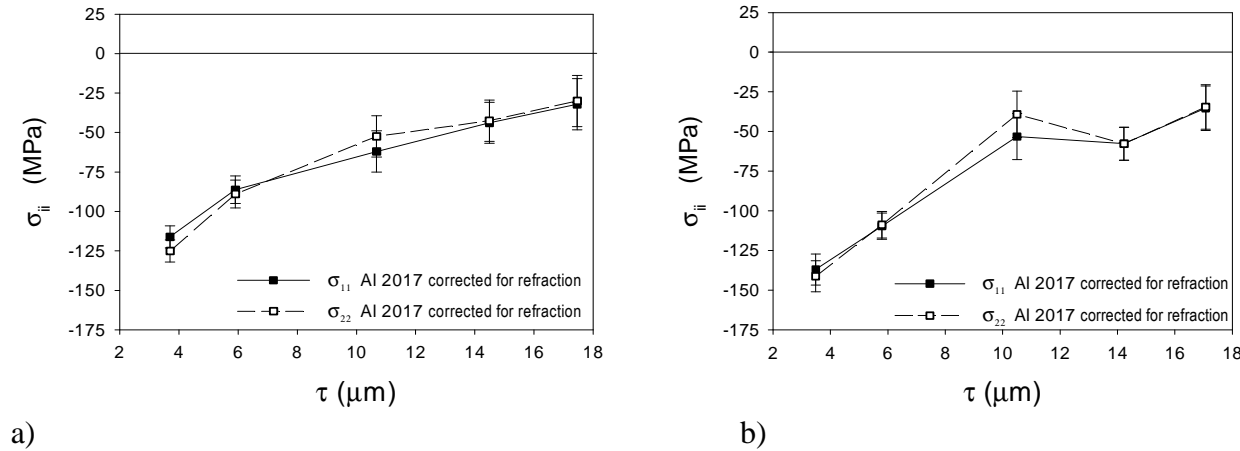 25
0
-25
-50
-75
-100
-125
-150
-175
σii (MPa)
σ11 Al 2017 corrected for refraction
σ22 Al 2017 corrected for refraction
2 4 6 8 10 12 14 16 18
τ (μm)
a)
25
0
-25
-50
-75
-100
-125
-150
-175
σii (MPa)
σ11 Al 2017 corrected for refraction
σ22 Al 2017 corrected for refraction
2 4 6 8 10 12 14 16 18
τ (μm)
b)